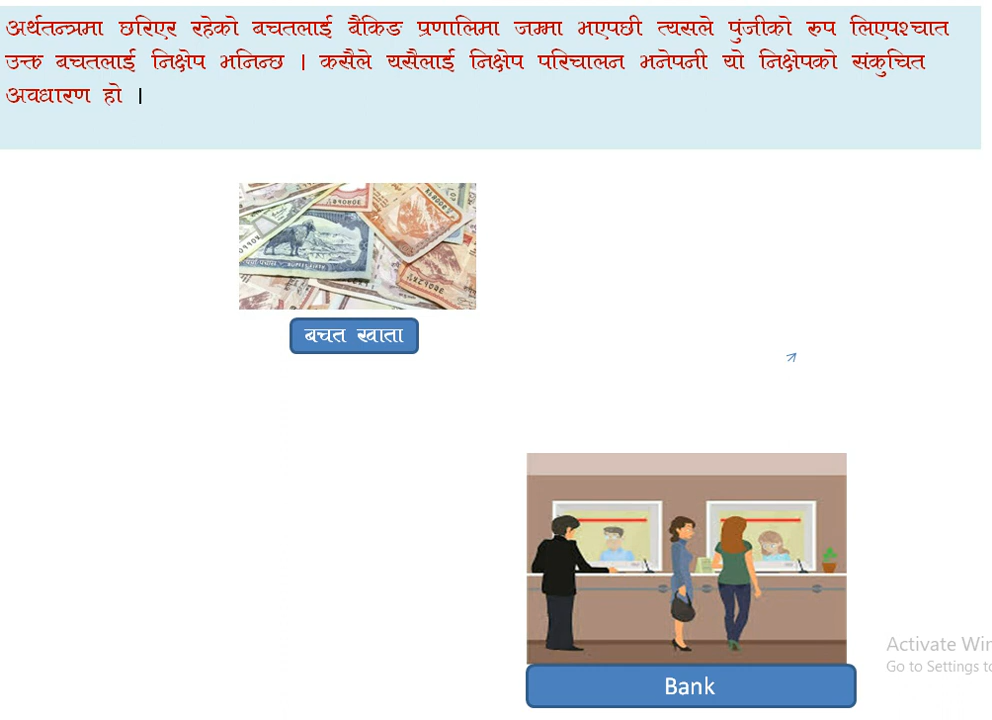 अर्थतन्त्रमा छरिएर रहेको बचतलाई बैंकिङ प्रणालिमा जम्मा भएपछी त्यसले पुंजीको रुप लिएपश्चात
उक्त बचतलाई निक्षेप भनिन्छ । कसैले यसैलाई निक्षेप परिचालन भनेपनी यो निक्षेपको संकुचित
अवधारण हो ।
बचत खाता
Bank
Activate Win
Go to Settings to